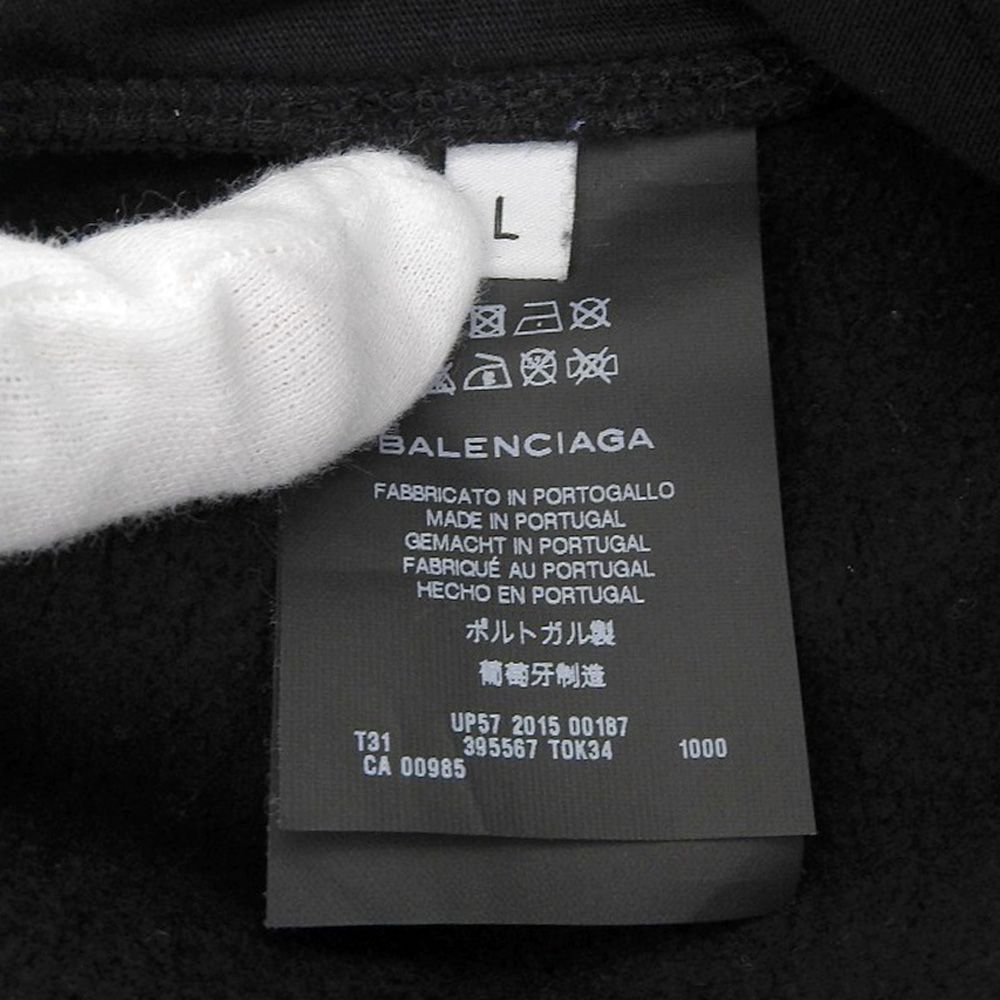 L
BALENCIAGA
FABBRICATO IN PORTOGALLO
MADE IN PORTUGAL
GEMACHT IN PORTUGAL
FABRIQUÉ AU PORTUGAL
HECHO EN PORTUGAL
ポルトガル製
葡萄牙制造
UP57 2015 00187
T31 395567 TOK34 1000
CA 00985